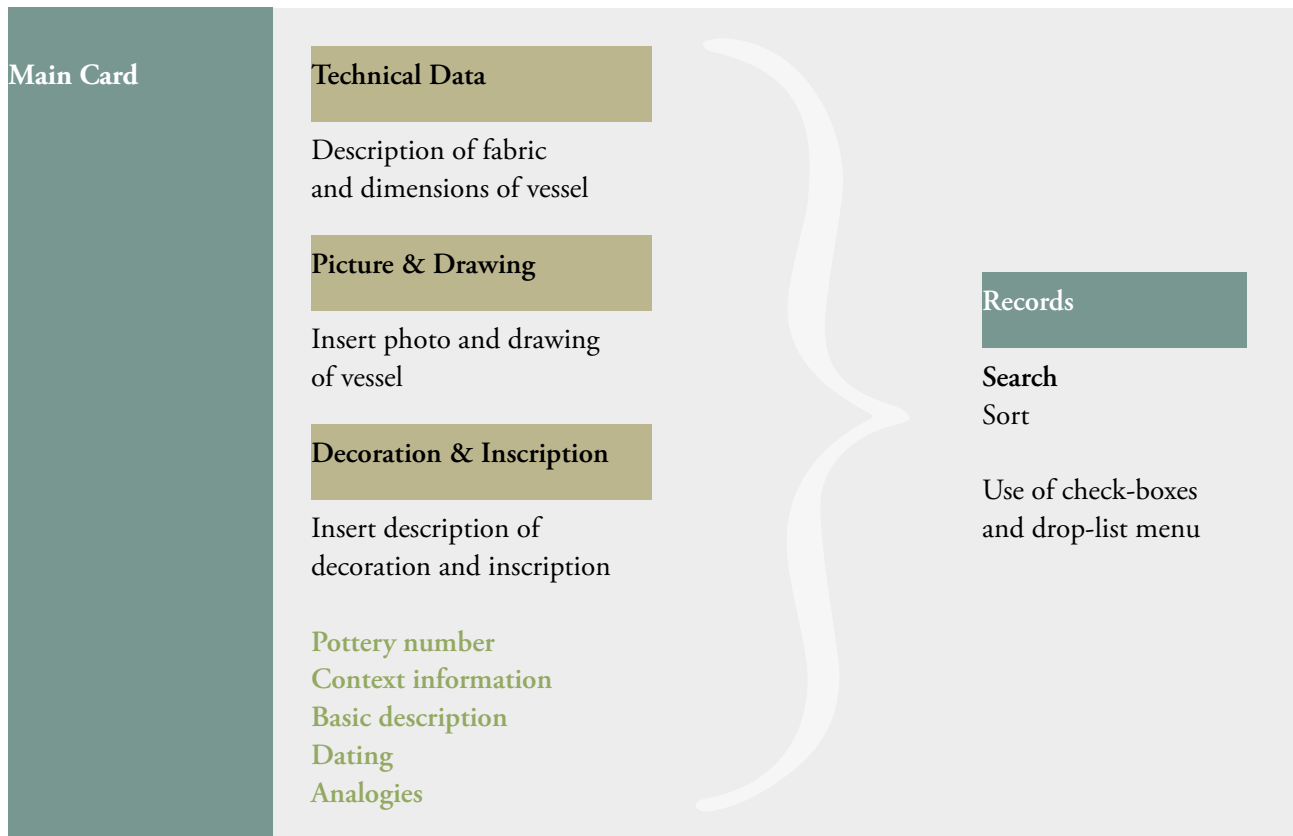 Main Card
Technical Data
Description of fabric
and dimensions of vessel
Picture & Drawing
Insert photo and drawing
of vessel
Decoration & Inscription
Insert description of
decoration and inscription
Pottery number
Context information
Basic description
Dating
Analogies
Records
Search
Sort
Use of check-boxes
and drop-list menu